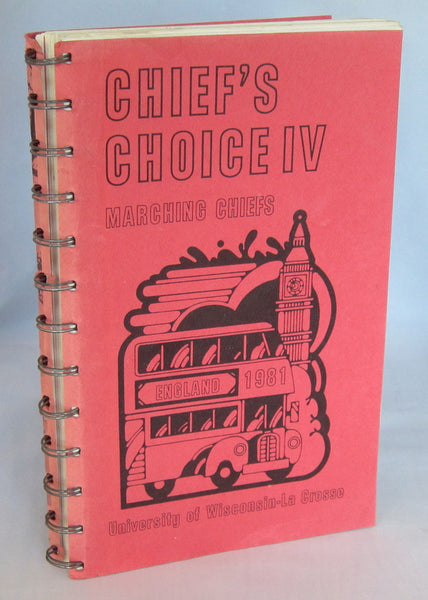 CHIEF'S
CHOICE IV
MARCHING CHIEFS
ENGLAND 1981
University of Wisconsin-La Crosse